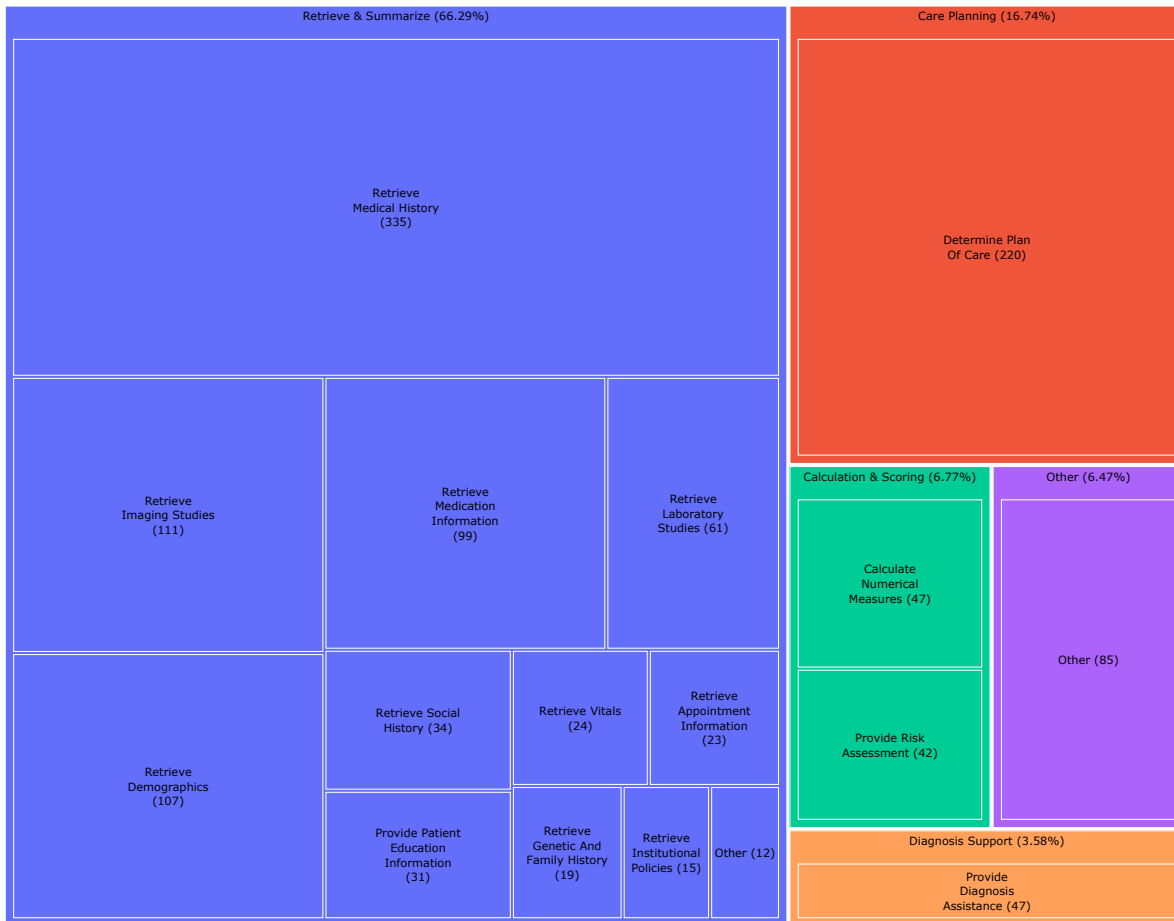 Retrieve & Summarize (66.29%)
Retrieve
Medical History
(335)
Retrieve
Imaging Studies
(111)
Retrieve
Medication
Information
(99)
Retrieve
Laboratory
Studies (61)
Retrieve
Demographics
(107)
Retrieve Social
History (34)
Retrieve Vitals
(24)
Retrieve
Appointment
Information
(23)
Provide Patient
Education
Information
(31)
Retrieve
Genetic And
Family History
(19)
Retrieve
Institutional
Policies (15)
Other (12)
Care Planning (16.74%)
Determine Plan
Of Care (220)
Calculation & Scoring (6.77%)
Calculate
Numerical
Measures (47)
Provide Risk
Assessment (42)
Other (6.47%)
Other (85)
Diagnosis Support (3.58%)
Provide
Diagnosis
Assistance (47)